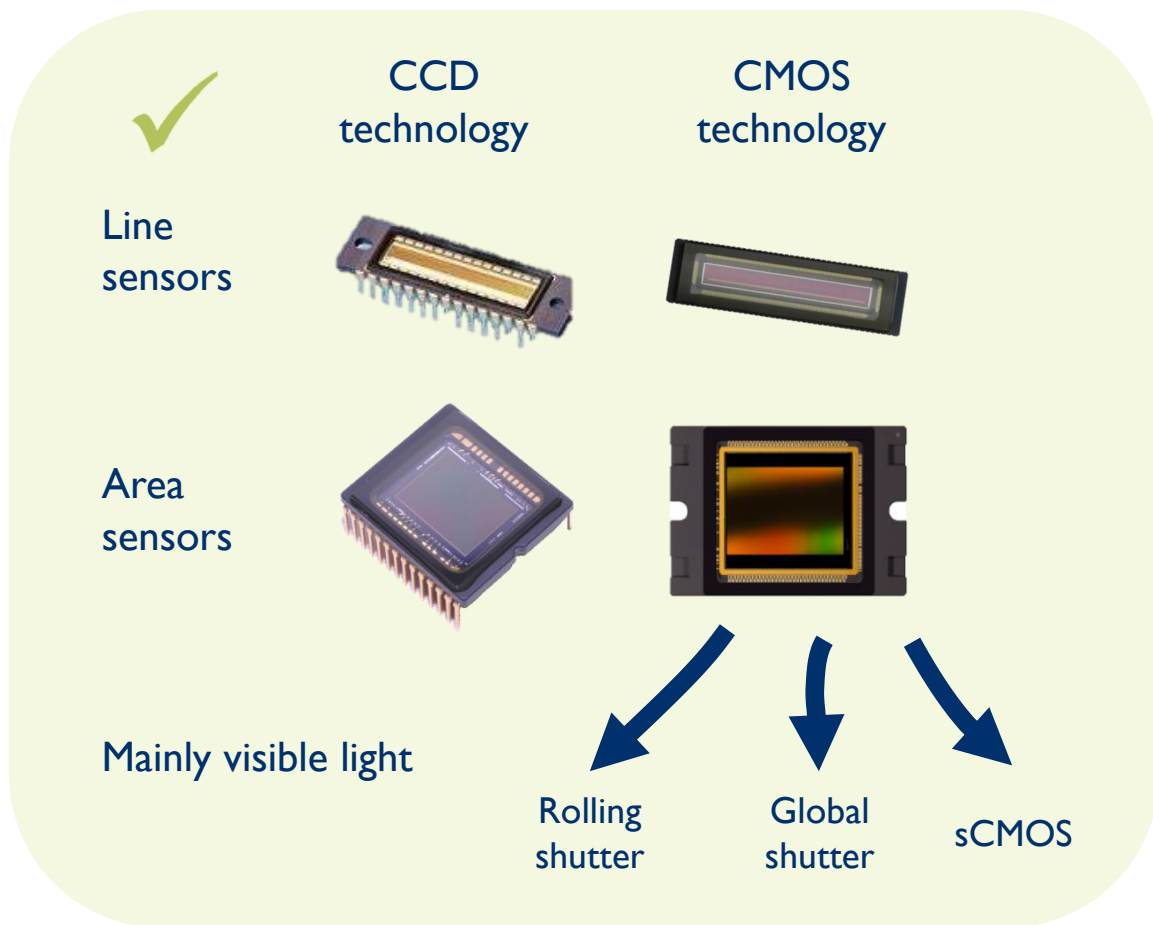 CCD
technology
CMOS
technology
Line
sensors
Area
sensors
Mainly visible light
Rolling
shutter
Global
shutter
sCMOS